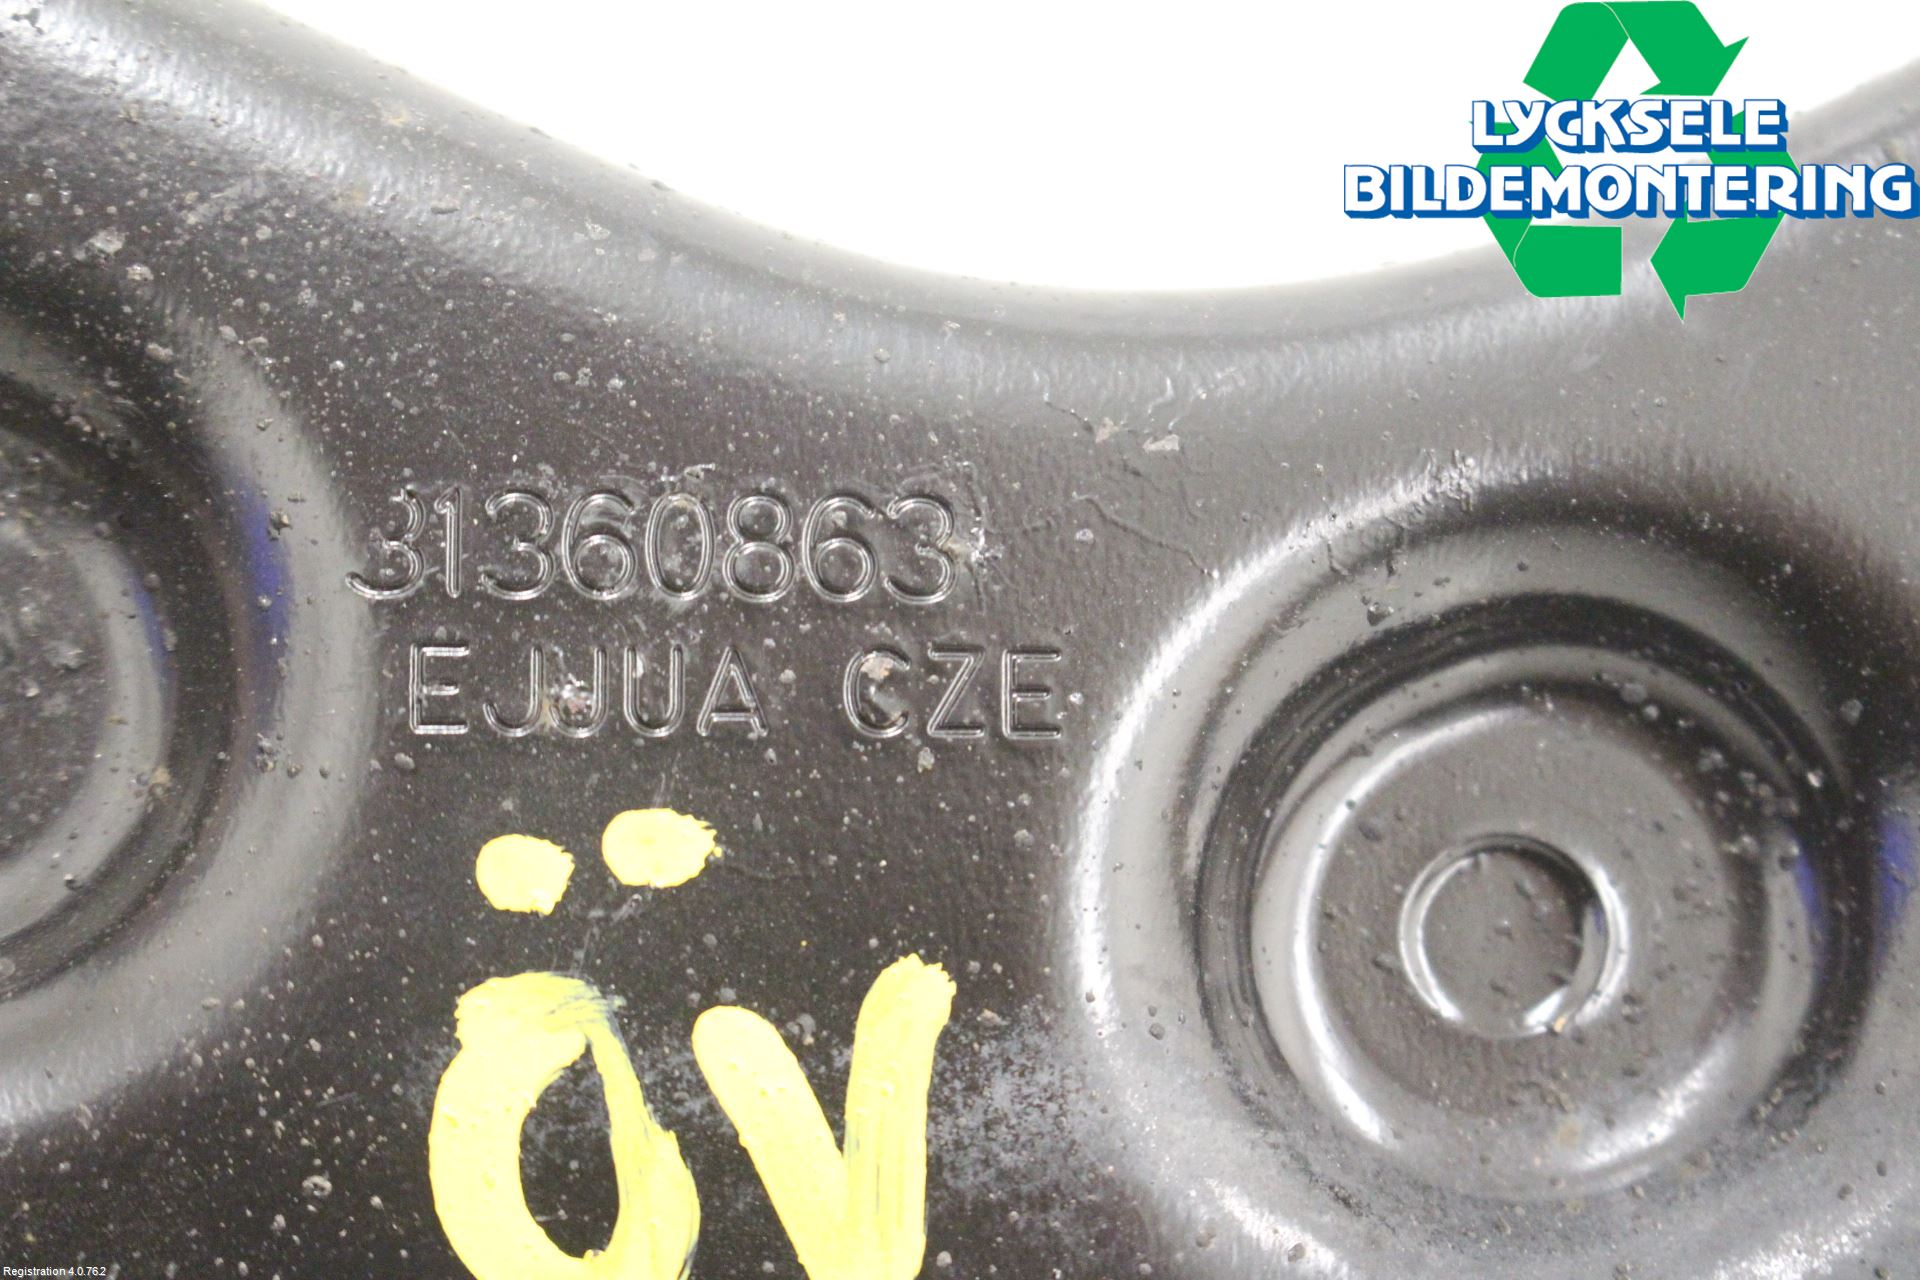 LYCKSELE
BILDEMONTERING
31360863
EJJUA CZE
ÖV
Registration 4.0.76.2